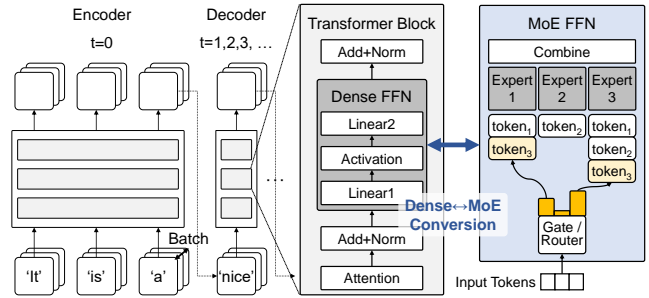 Encoder
t=0
'It'
'is'
'a'
Batch
Decoder
t=1,2,3, ...
'nice'
...
Transformer Block
Add+Norm
Dense FFN
Linear2
Activation
Linear1
Add+Norm
Attention
Dense↔MoE
Conversion
MoE FFN
Combine
Expert
1
Expert
2
Expert
3
token₁
token₃
token₂
token₁
token₂
token₃
Gate /
Router
Input Tokens